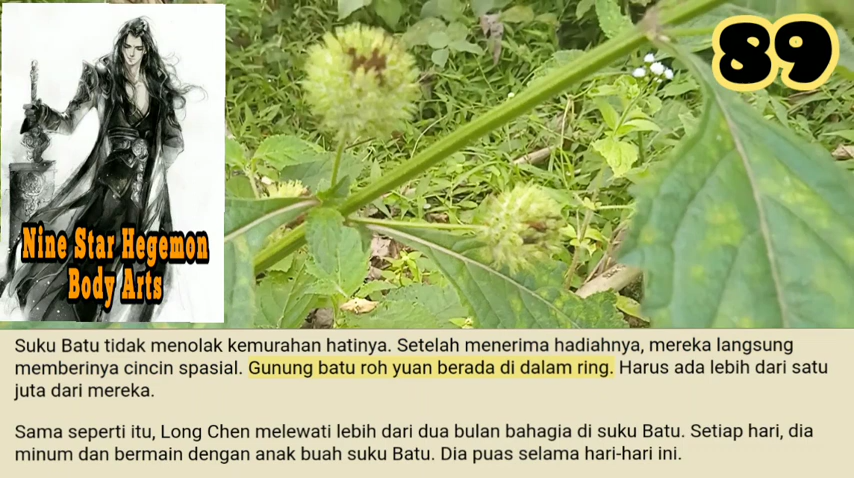 89
Nine Star Hegemon
Body Arts
Suku Batu tidak menolak kemurahan hatinya. Setelah menerima hadiahnya, mereka langsung
memberinya cincin spasial. Gunung batu roh yuan berada di dalam ring. Harus ada lebih dari satu
juta dari mereka.
Sama seperti itu, Long Chen melewati lebih dari dua bulan bahagia di suku Batu. Setiap hari, dia
minum dan bermain dengan anak buah suku Batu. Dia puas selama hari-hari ini.